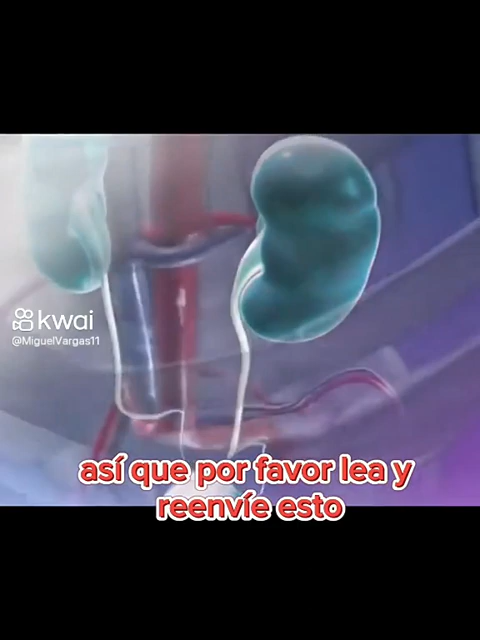 kwai
@MiguelVargas11
así que por favor lea y
reenvíe esto